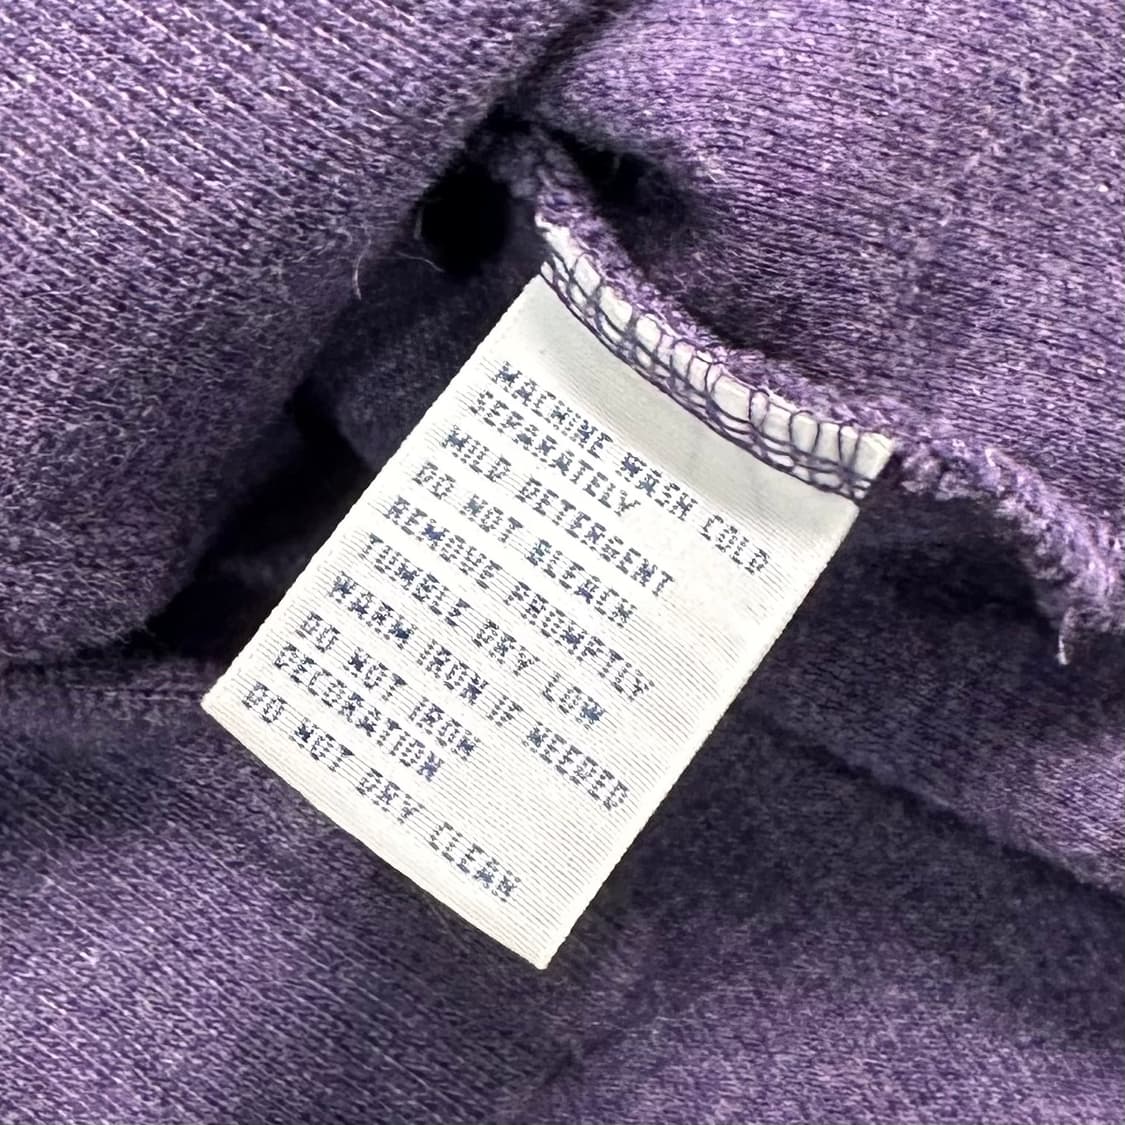 MACHINE WASH COLD
SEPARATELY
MILD DETERGENT
DO NOT BLEACH
REMOVE PROMPTLY
TUMBLE DRY LOW
WARM IRON IF NEEDED
DO NOT IRON
DECORATION
DO NOT DRY CLEAN